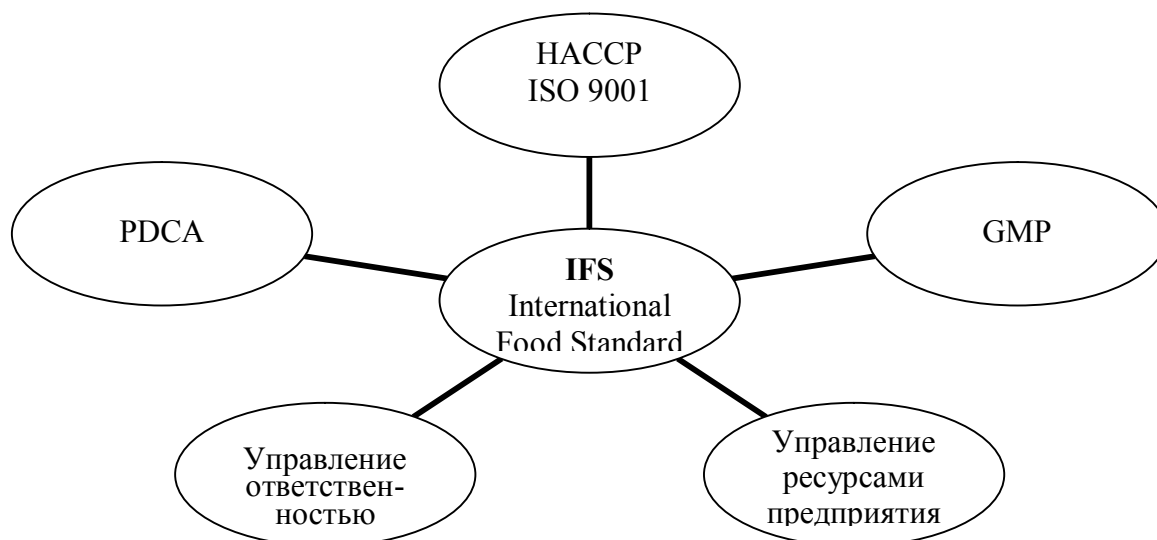 HACCP
ISO 9001
PDCA
GMP
IFS
International
Food Standard
Управление
ответствен-
ностью
Управление
ресурсами
предприятия